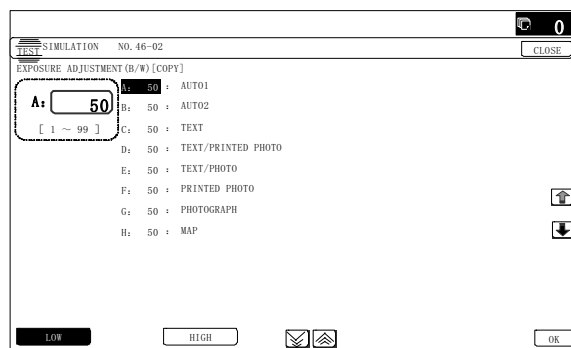 0
TEST SIMULATION NO.46-02 CLOSE
EXPOSURE ADJUSTMENT(B/W)[COPY]
A: 50
[ 1 ~ 99 ]
A: 50 : AUTO1
B: 50 : AUTO2
C: 50 : TEXT
D: 50 : TEXT/PRINTED PHOTO
E: 50 : TEXT/PHOTO
F: 50 : PRINTED PHOTO
G: 50 : PHOTOGRAPH
H: 50 : MAP
LOW HIGH OK